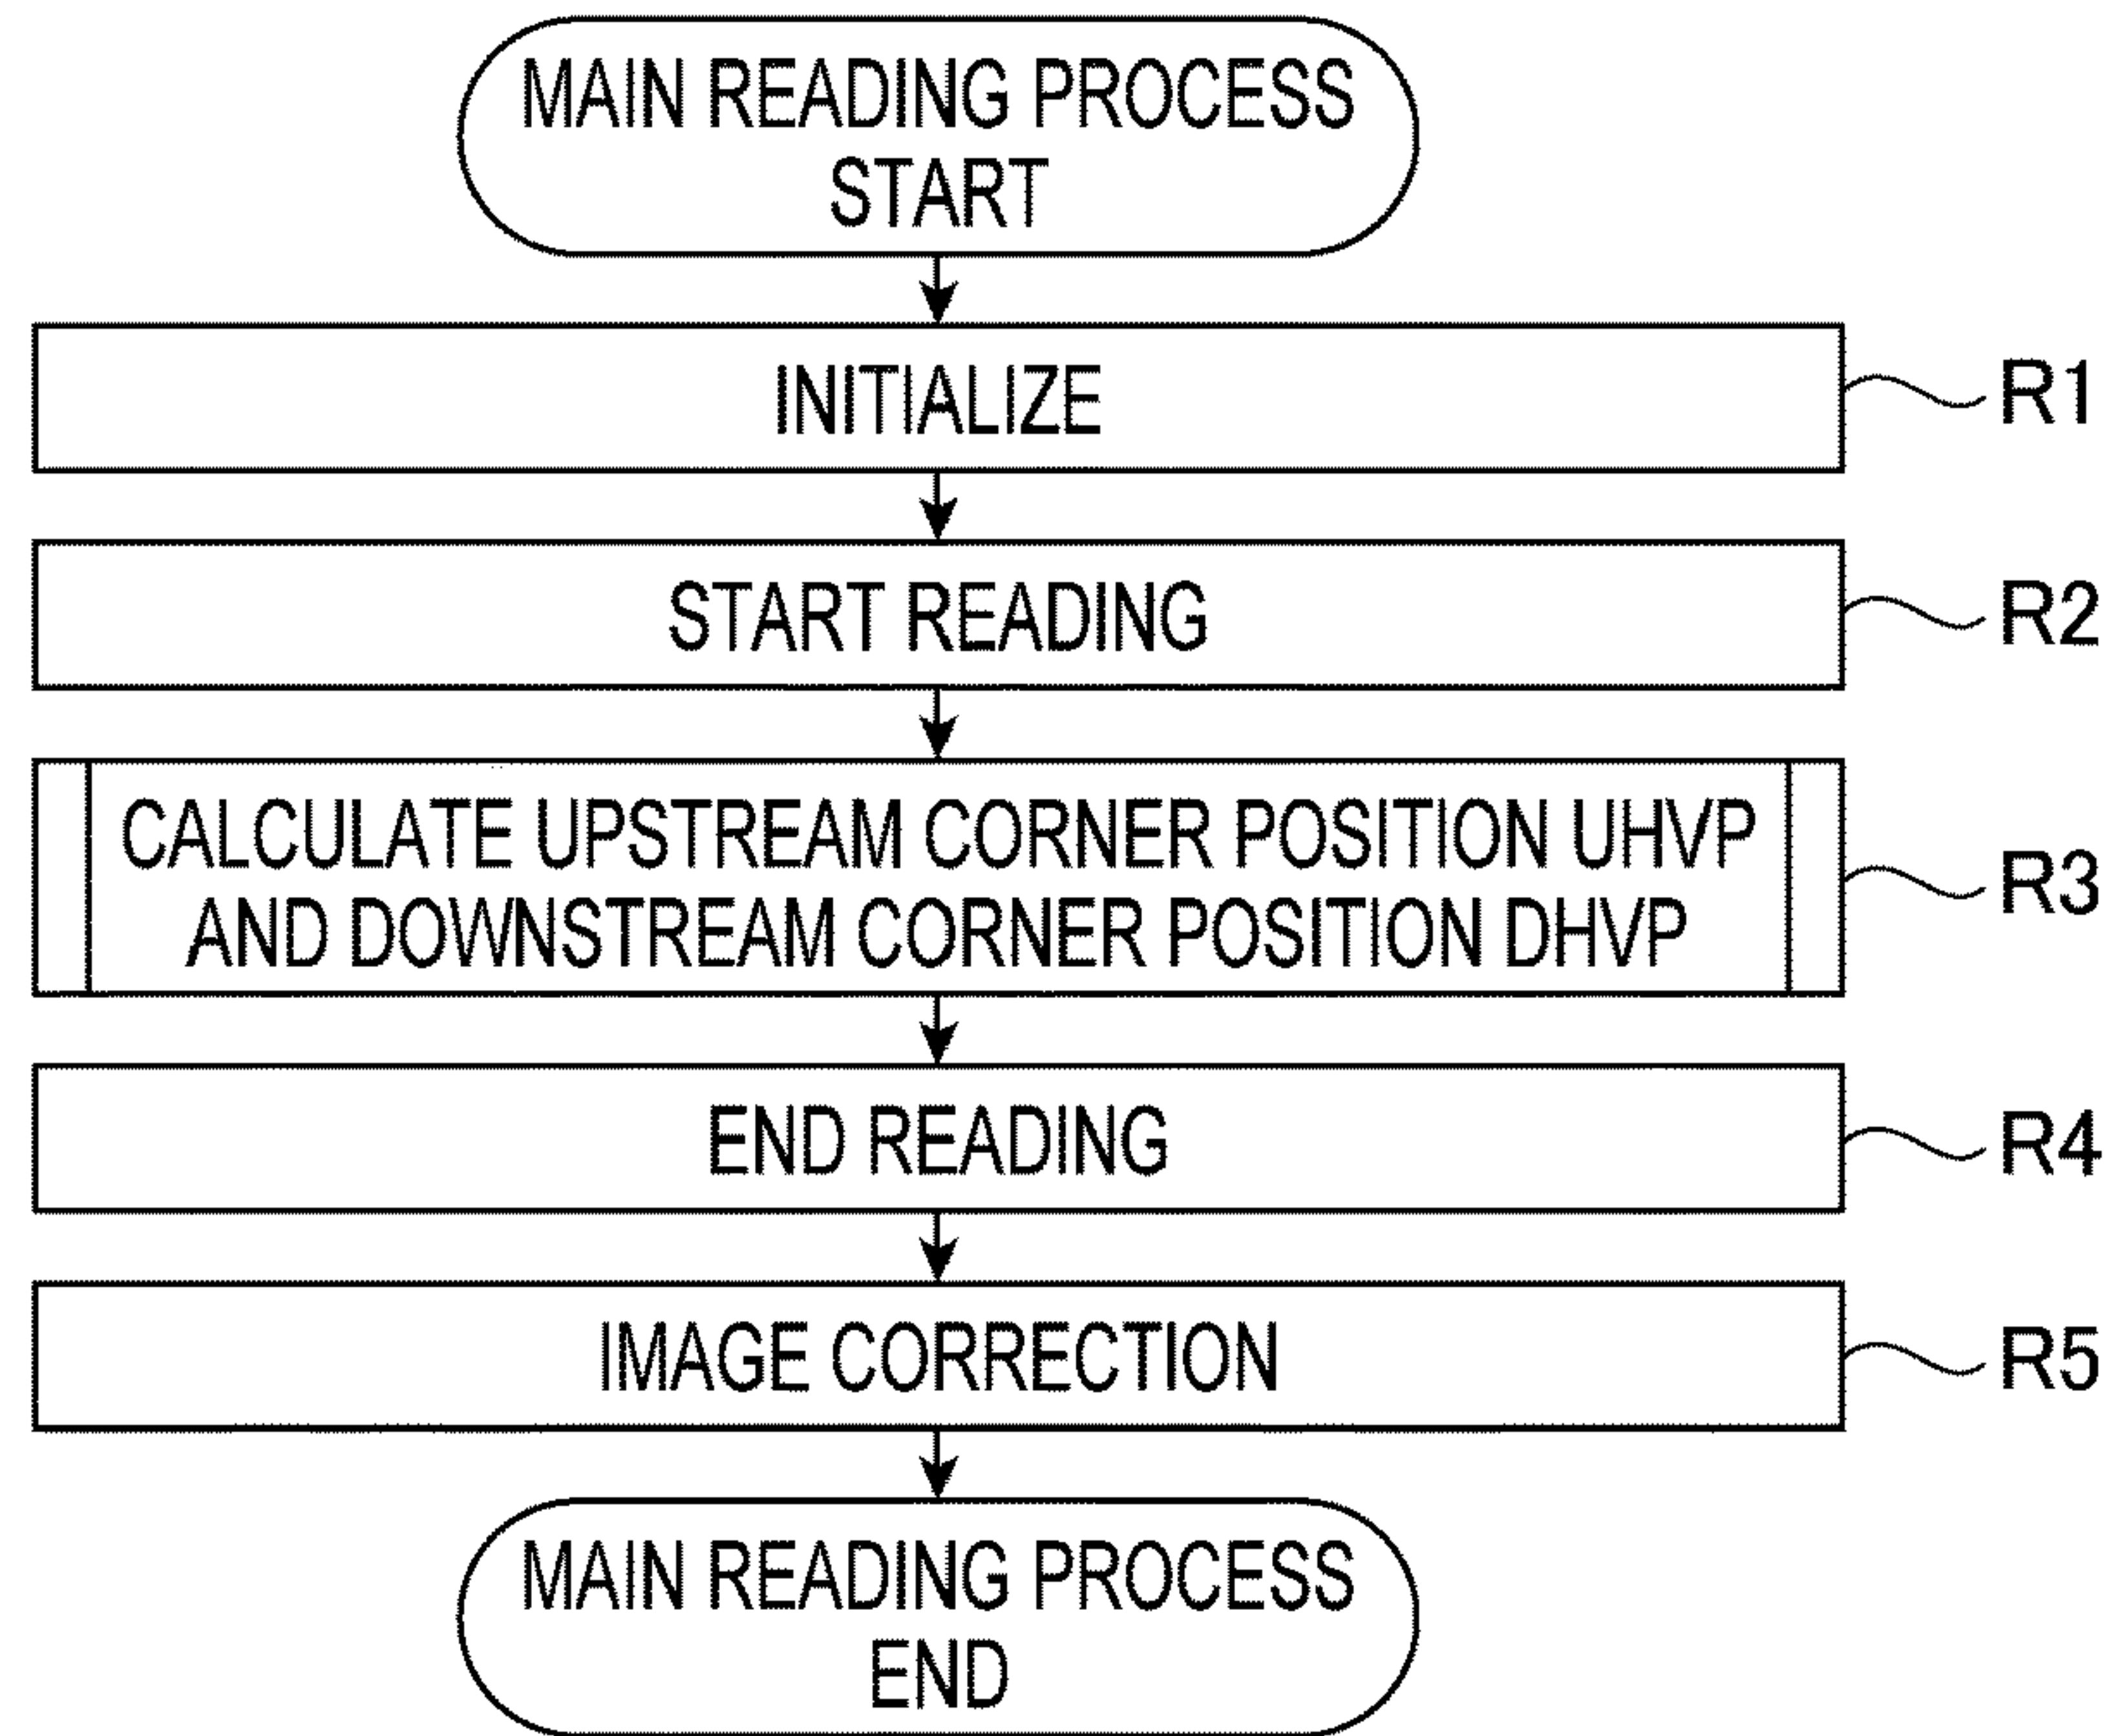 MAIN READING PROCESS
START
INITIALIZE
R1
START READING
R2
CALCULATE UPSTREAM CORNER POSITION UHVP
AND DOWNSTREAM CORNER POSITION DHVP
R3
END READING
R4
IMAGE CORRECTION
R5
MAIN READING PROCESS
END